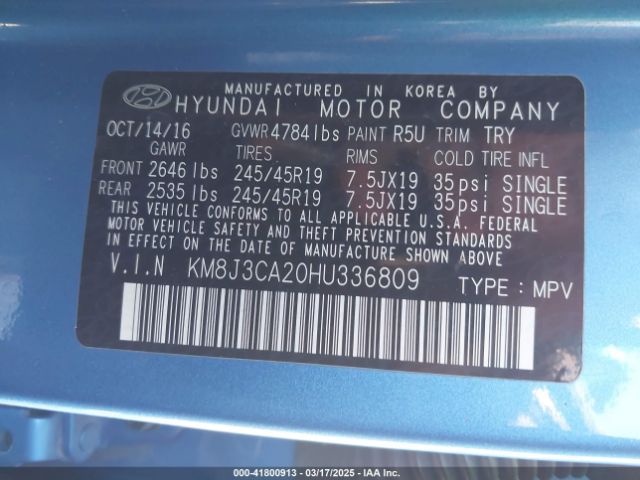 MANUFACTURED IN KOREA BY
HYUNDAI MOTOR COMPANY
OCT/14/16 GVWR 4784 lbs PAINT R5U TRIM TRY
GAWR TIRES RIMS COLD TIRE INFL
FRONT 2646 lbs 245/45R19 7.5JX19 35psi SINGLE
REAR 2535 lbs 245/45R19 7.5JX19 35psi SINGLE
THIS VEHICLE CONFORMS TO ALL APPLICABLE U.S.A. FEDERAL
MOTOR VEHICLE SAFETY AND THEFT PREVENTION STANDARDS
IN EFFECT ON THE DATE OF MANUFACTURE SHOWN ABOVE
V.I.N KM8J3CA20HU336809 TYPE : MPV
000-41800913 - 03/17/2025 - IAAI.COM